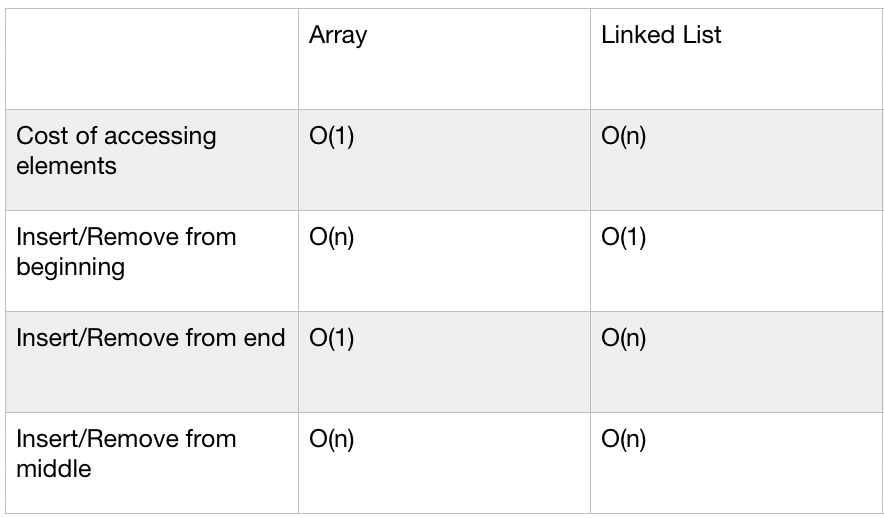 Array Linked List
Cost of accessing O(1) O(n)
elements
Insert/Remove from O(n) O(1)
beginning
Insert/Remove from end O(1) O(n)
Insert/Remove from O(n) O(n)
middle